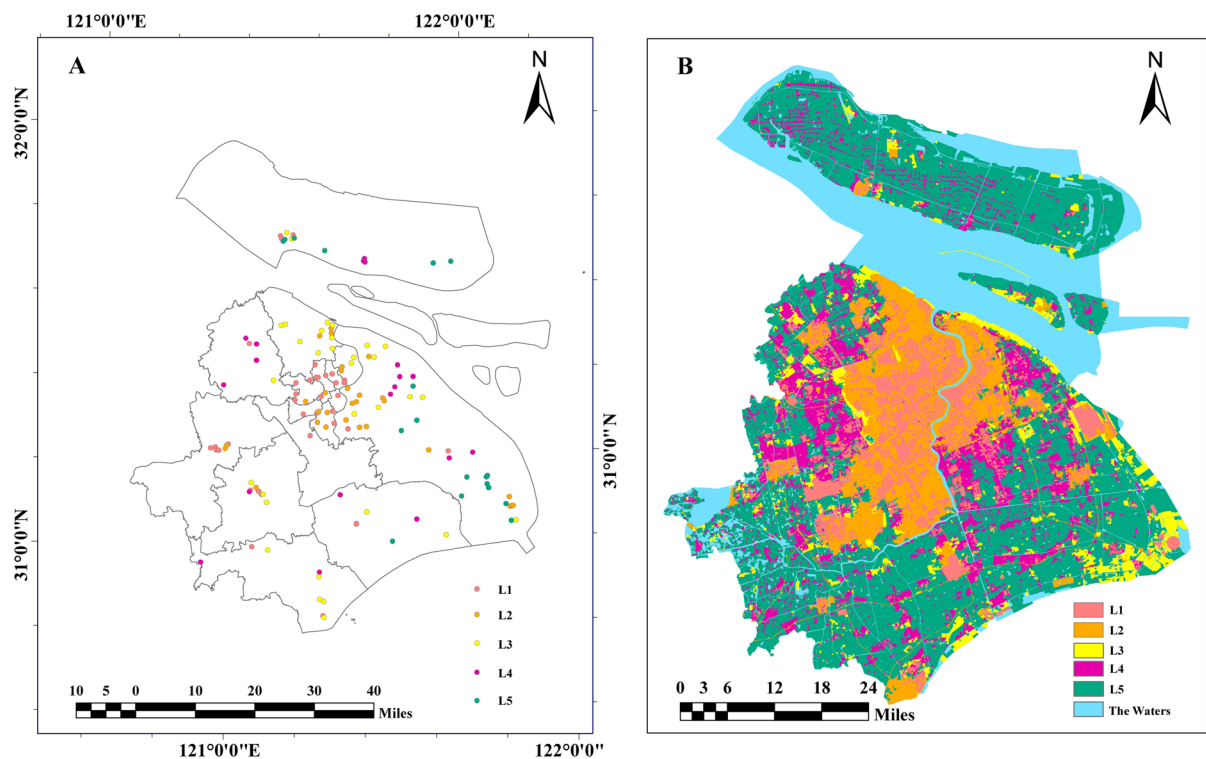 121°0'0"E 122°0'0"E
A N
32°0'0"N
31°0'0"N
31°0'0"N
L1
L2
L3
L4
L5
10 5 0 10 20 30 40
Miles
121°0'0"E 122°0'0"
B N
L1
L2
L3
L4
L5
The Waters
0 3 6 12 18 24
Miles